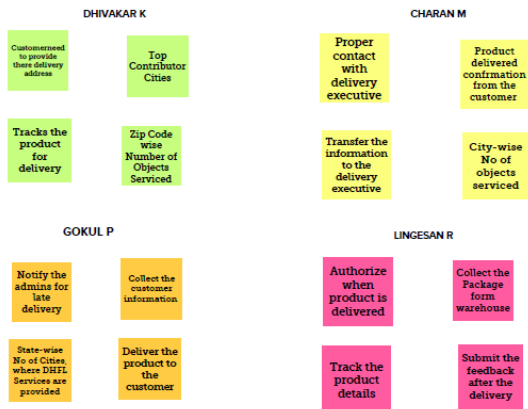 DHIVAKAR K
Customerneed
to provide
there delivery
address
Top
Contributor
Cities
Tracks the
product
for
delivery
Zip Code
wise
Number of
Objects
Serviced
CHARAN M
Proper
contact
with
delivery
executive
Product
delivered
confrmation
from the
customer
Transfer the
information
to the
delivery
executive
City-wise
No of
objects
serviced
GOKUL P
Notify the
admins for
late
delivery
Collect the
customer
information
State-wise
No of Cities,
where DHFL
Services are
provided
Deliver the
product to
the
customer
LINGESAN R
Authorize
when
product is
delivered
Collect the
Package
form
warehouse
Track the
product
details
Submit the
feedback
after the
delivery